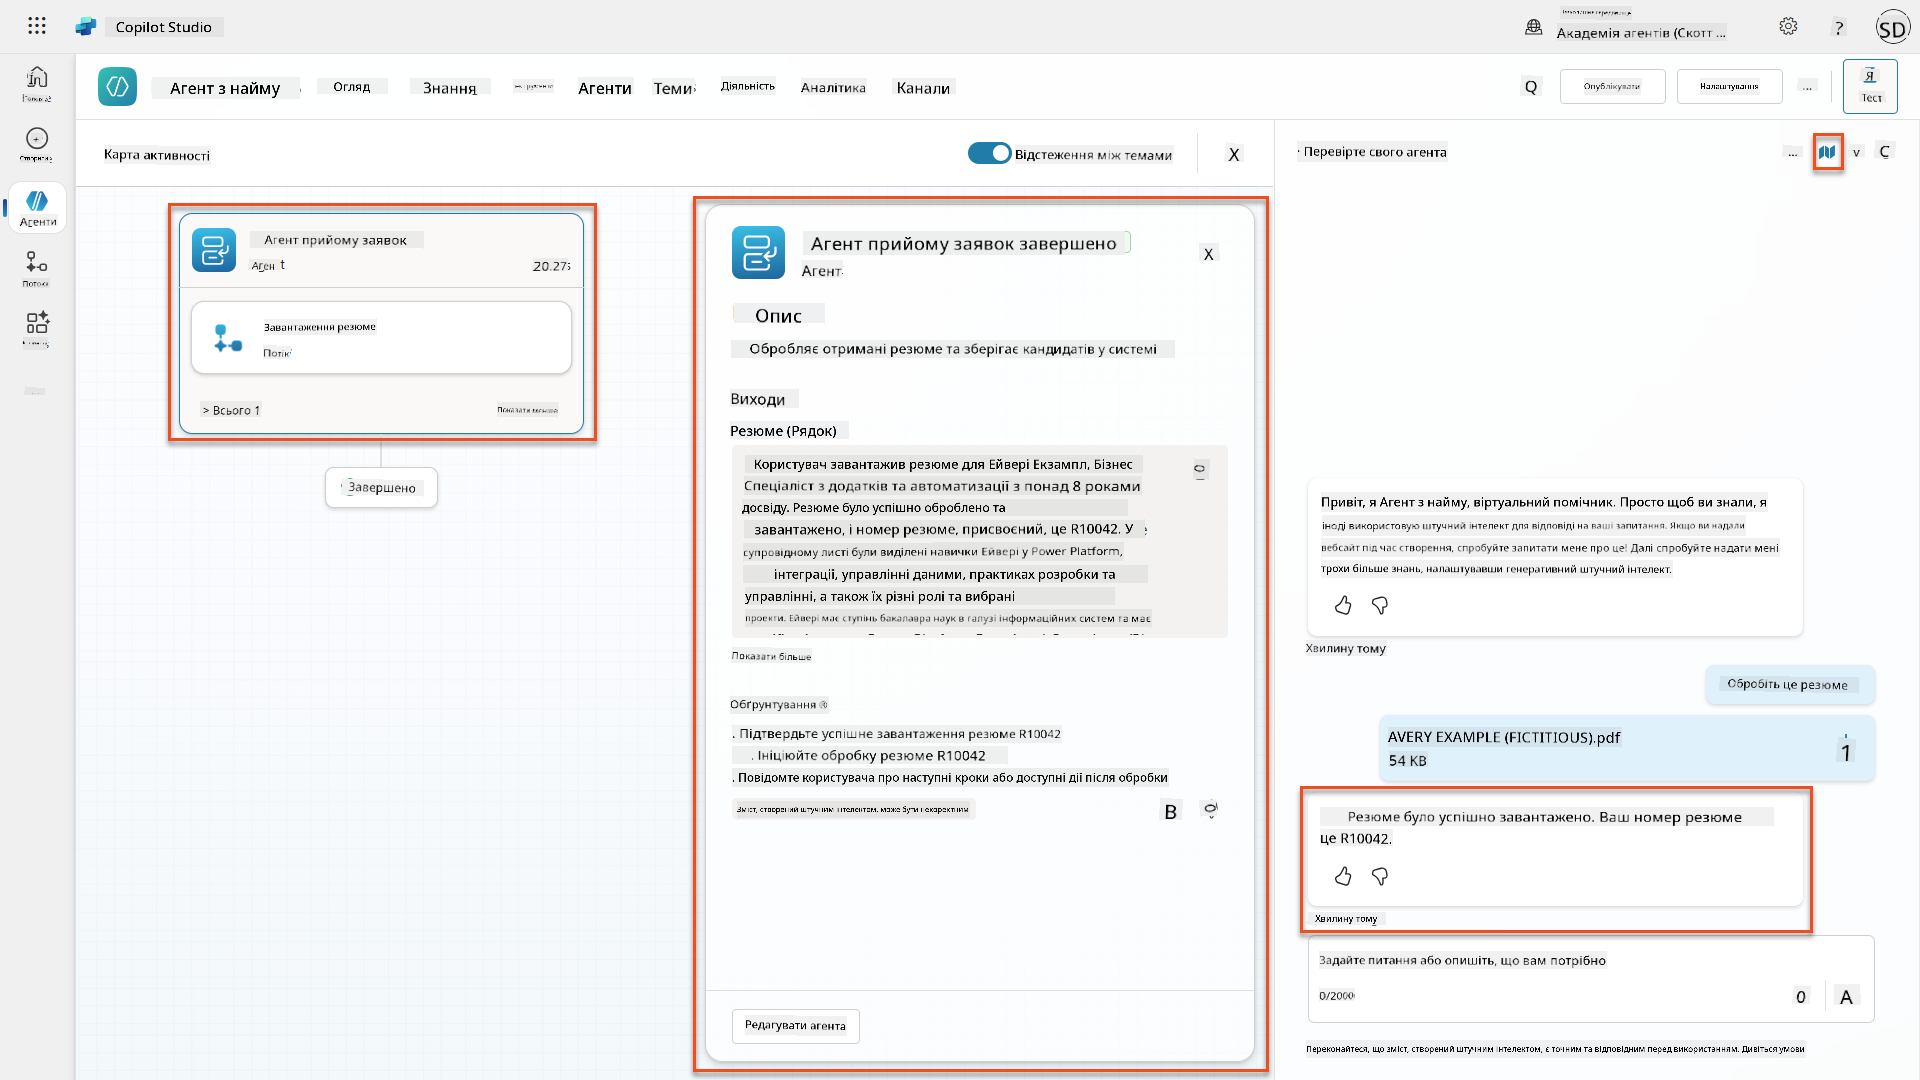 Copilot Studio
Академія агентів (Скотт ...
?
SD
Агент з найму
Огляд
Знання
Агенти
Теми
Діяльність
Аналітика
Канали
Q
Опублікувати
Налаштування
...
Я
Тест
Агенти
Потоки
Карта активності
Відстеження між темами
X
Перевірте свого агента
...
v
C
Агент прийому заявок
Агент
20.27s
Завантаження резюме
Потік
> Всього 1
Показати менше
Завершено
Агент прийому заявок завершено
Агент
X
Опис
Обробляє отримані резюме та зберігає кандидатів у системі
Виходи
Резюме (Рядок)
Користувач завантажив резюме для Ейвері Екзампл, Бізнес
Спеціаліст з додатків та автоматизації з понад 8 роками
досвіду. Резюме було успішно оброблено та
завантажено, і номер резюме, присвоєний, це R10042. У
супровідному листі були виділені навички Ейвері у Power Platform,
інтеграції, управлінні даними, практиках розробки та
управлінні, а також їх різні ролі та вибрані
проекти. Ейвері має ступінь бакалавра наук в галузі інформаційних систем та має
Показати більше
Обґрунтування ®
. Підтвердьте успішне завантаження резюме R10042
. Ініціюйте обробку резюме R10042
. Повідомте користувача про наступні кроки або доступні дії після обробки
Зміст, створений штучним інтелектом, може бути некоректним
B
Редагувати агента
Привіт, я Агент з найму, віртуальний помічник. Просто щоб ви знали, я
іноді використовую штучний інтелект для відповіді на ваші запитання. Якщо ви надали
вебсайт під час створення, спробуйте запитати мене про це! Далі спробуйте надати мені
трохи більше знань, налаштувавши генеративний штучний інтелект.
Хвилину тому
Обробіть це резюме
AVERY EXAMPLE (FICTITIOUS).pdf
54 KB
1
Резюме було успішно завантажено. Ваш номер резюме
це R10042.
Хвилину тому
Задайте питання або опишіть, що вам потрібно
0/2000
0
A
Переконайтеся, що зміст, створений штучним інтелектом, є точним та відповідним перед використанням. Дивіться умови